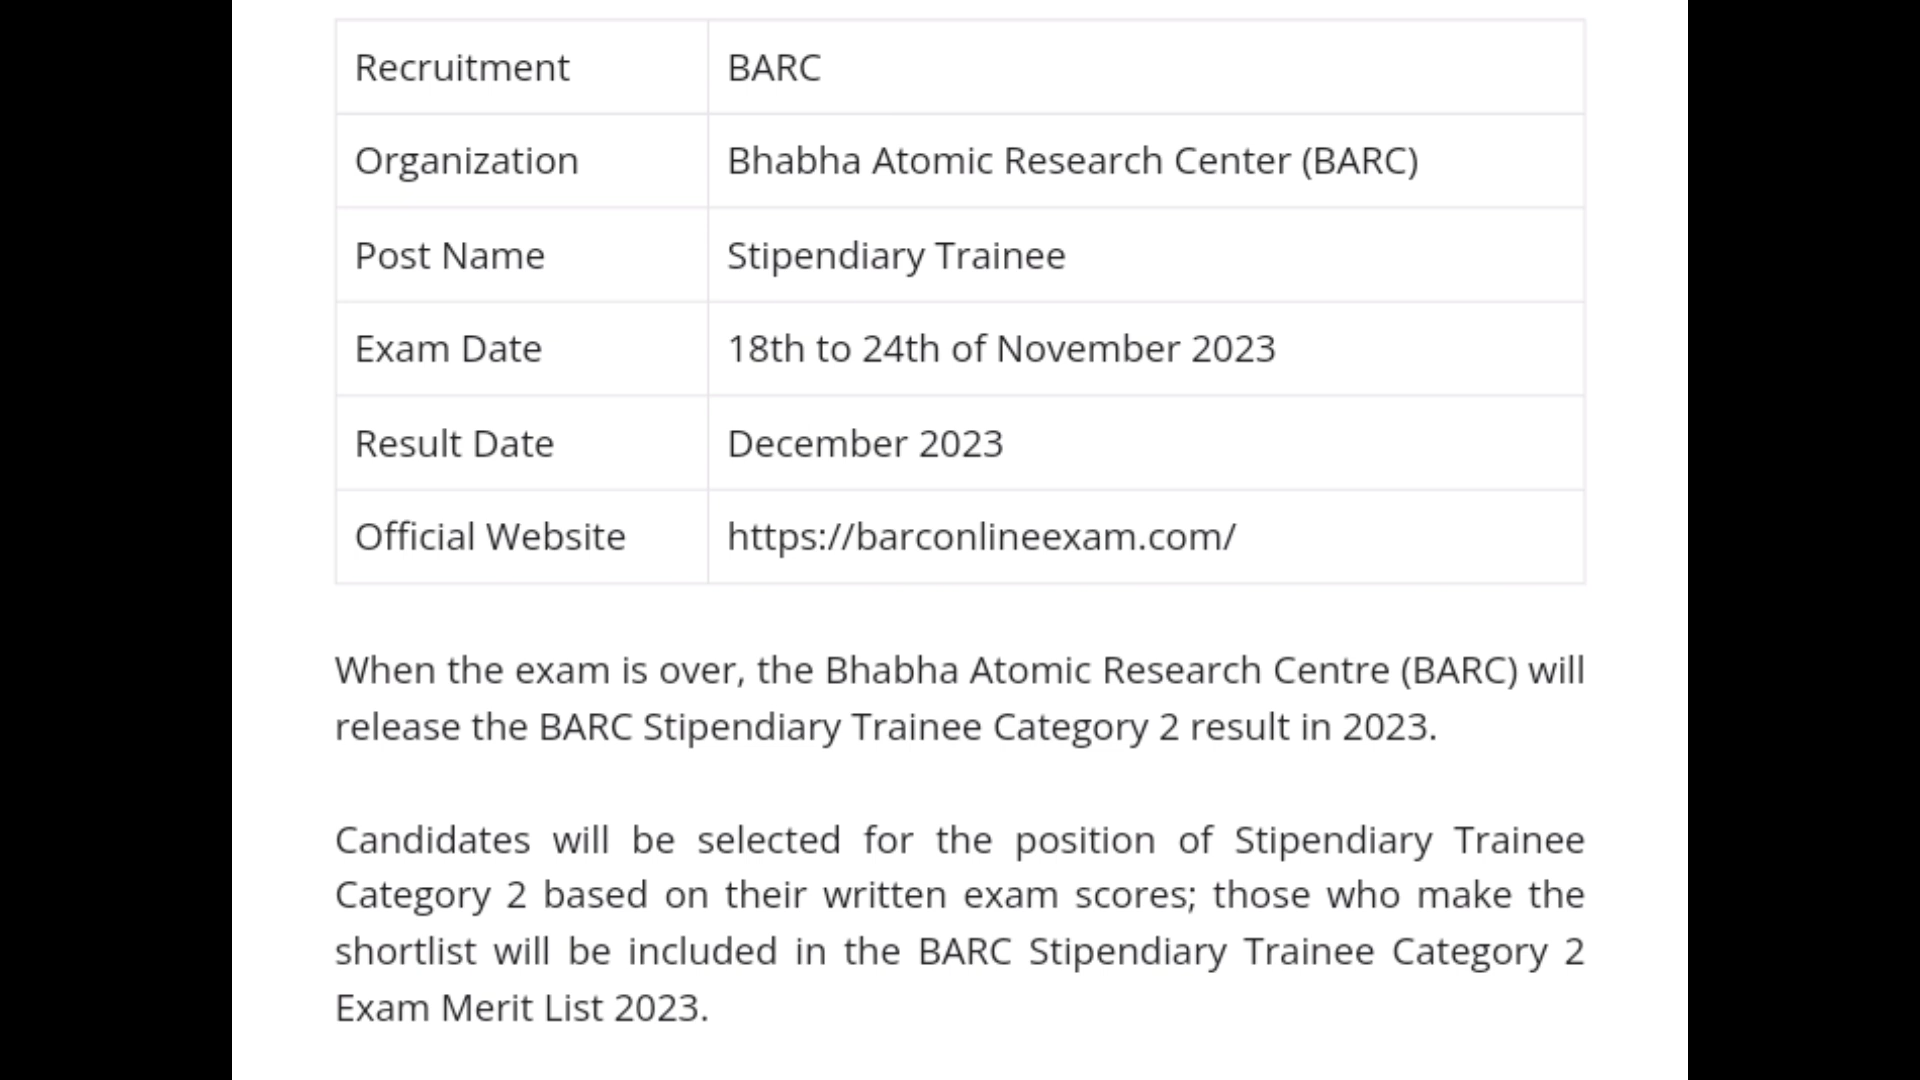 Recruitment BARC
Organization Bhabha Atomic Research Center (BARC)
Post Name Stipendiary Trainee
Exam Date 18th to 24th of November 2023
Result Date December 2023
Official Website https://barconlineexam.com/
When the exam is over, the Bhabha Atomic Research Centre (BARC) will
release the BARC Stipendiary Trainee Category 2 result in 2023.
Candidates will be selected for the position of Stipendiary Trainee
Category 2 based on their written exam scores; those who make the
shortlist will be included in the BARC Stipendiary Trainee Category 2
Exam Merit List 2023.